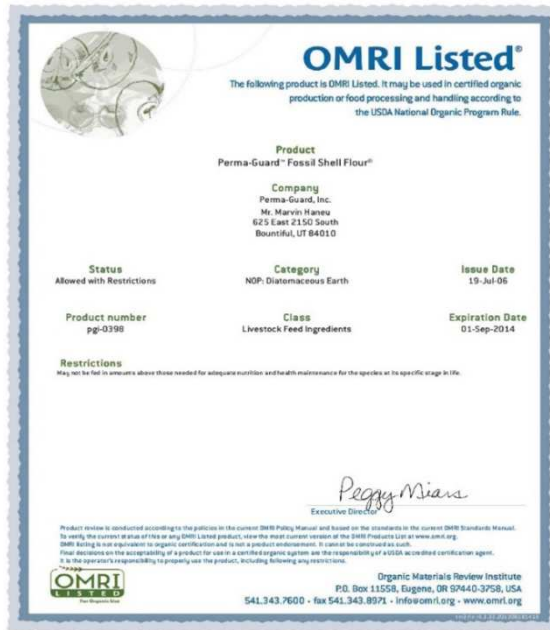 OMRI Listed®
The following product is OMRI Listed. It may be used in certified organic
production or food processing and handling according to
the USDA National Organic Program Rule.
Product
Perma-Guard™ Fossil Shell Flour®
Company
Perma-Guard, Inc.
Mr. Marvin Haneu
625 East 2150 South
Bountiful, UT 84010
Status
Allowed with Restrictions
Category
NOP: Diatomaceous Earth
Issue Date
19-Jul-06
Product number
pgi-0398
Class
Livestock Feed Ingredients
Expiration Date
01-Sep-2014
Restrictions
May not be fed in amounts above those needed for adequate nutrition and health maintenance for the species at its specific stage in life.
Peggy Miars
Executive Director
Product review is conducted according to the policies in the current OMRI Policy Manual and based on the standards in the current OMRI Standards Manual.
To verify the current status of this or any OMRI Listed product, view the most current version of the OMRI Products List at www.omri.org.
OMRI listing is not equivalent to organic certification and is not a product endorsement. It cannot be construed as such.
Final decisions on the acceptability of a product for use in a certified organic system are the responsibility of a USDA accredited certification agent.
It is the operator's responsibility to properly use the product, including following any restrictions.
OMRI
LISTED
For Organic Use
Organic Materials Review Institute
P.O. Box 11558, Eugene, OR 97440-3758, USA
541.343.7600 - fax 541.343.8971 - info@omri.org - www.omri.org